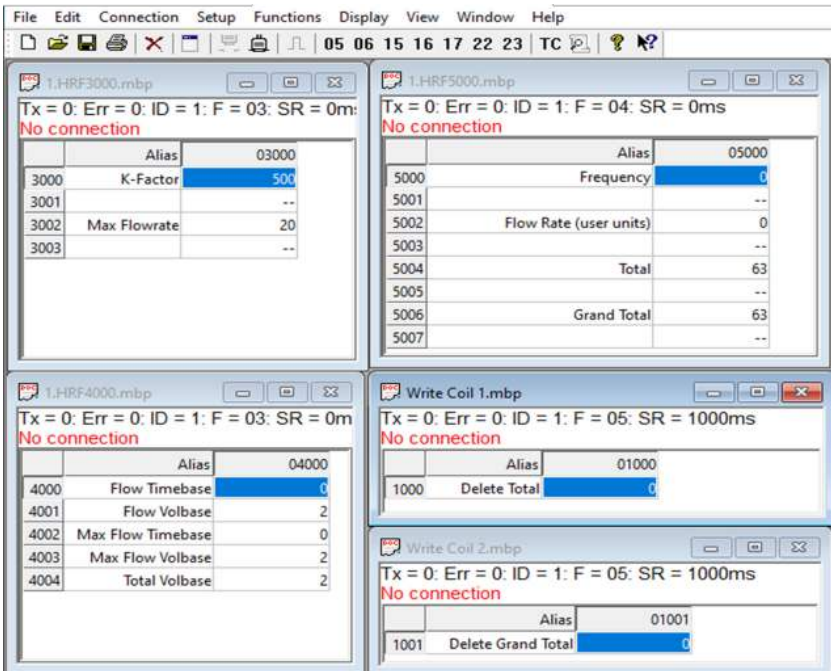 File Edit Connection Setup Functions Display View Window Help
05 06 15 16 17 22 23 TC
1.HRF3000.mbp
Tx = 0: Err = 0: ID = 1: F = 03: SR = 0m
No connection
Alias 03000
3000 K-Factor 500
3001 --
3002 Max Flowrate 20
3003 --
1.HRF5000.mbp
Tx = 0: Err = 0: ID = 1: F = 04: SR = 0ms
No connection
Alias 05000
5000 Frequency 0
5001 --
5002 Flow Rate (user units) 0
5003 --
5004 Total 63
5005 --
5006 Grand Total 63
5007 --
1.HRF4000.mbp
Tx = 0: Err = 0: ID = 1: F = 03: SR = 0m
No connection
Alias 04000
4000 Flow Timebase 0
4001 Flow Volbase 2
4002 Max Flow Timebase 0
4003 Max Flow Volbase 2
4004 Total Volbase 2
Write Coil 1.mbp
Tx = 0: Err = 0: ID = 1: F = 05: SR = 1000ms
No connection
Alias 01000
1000 Delete Total 0
Write Coil 2.mbp
Tx = 0: Err = 0: ID = 1: F = 05: SR = 1000ms
No connection
Alias 01001
1001 Delete Grand Total 0